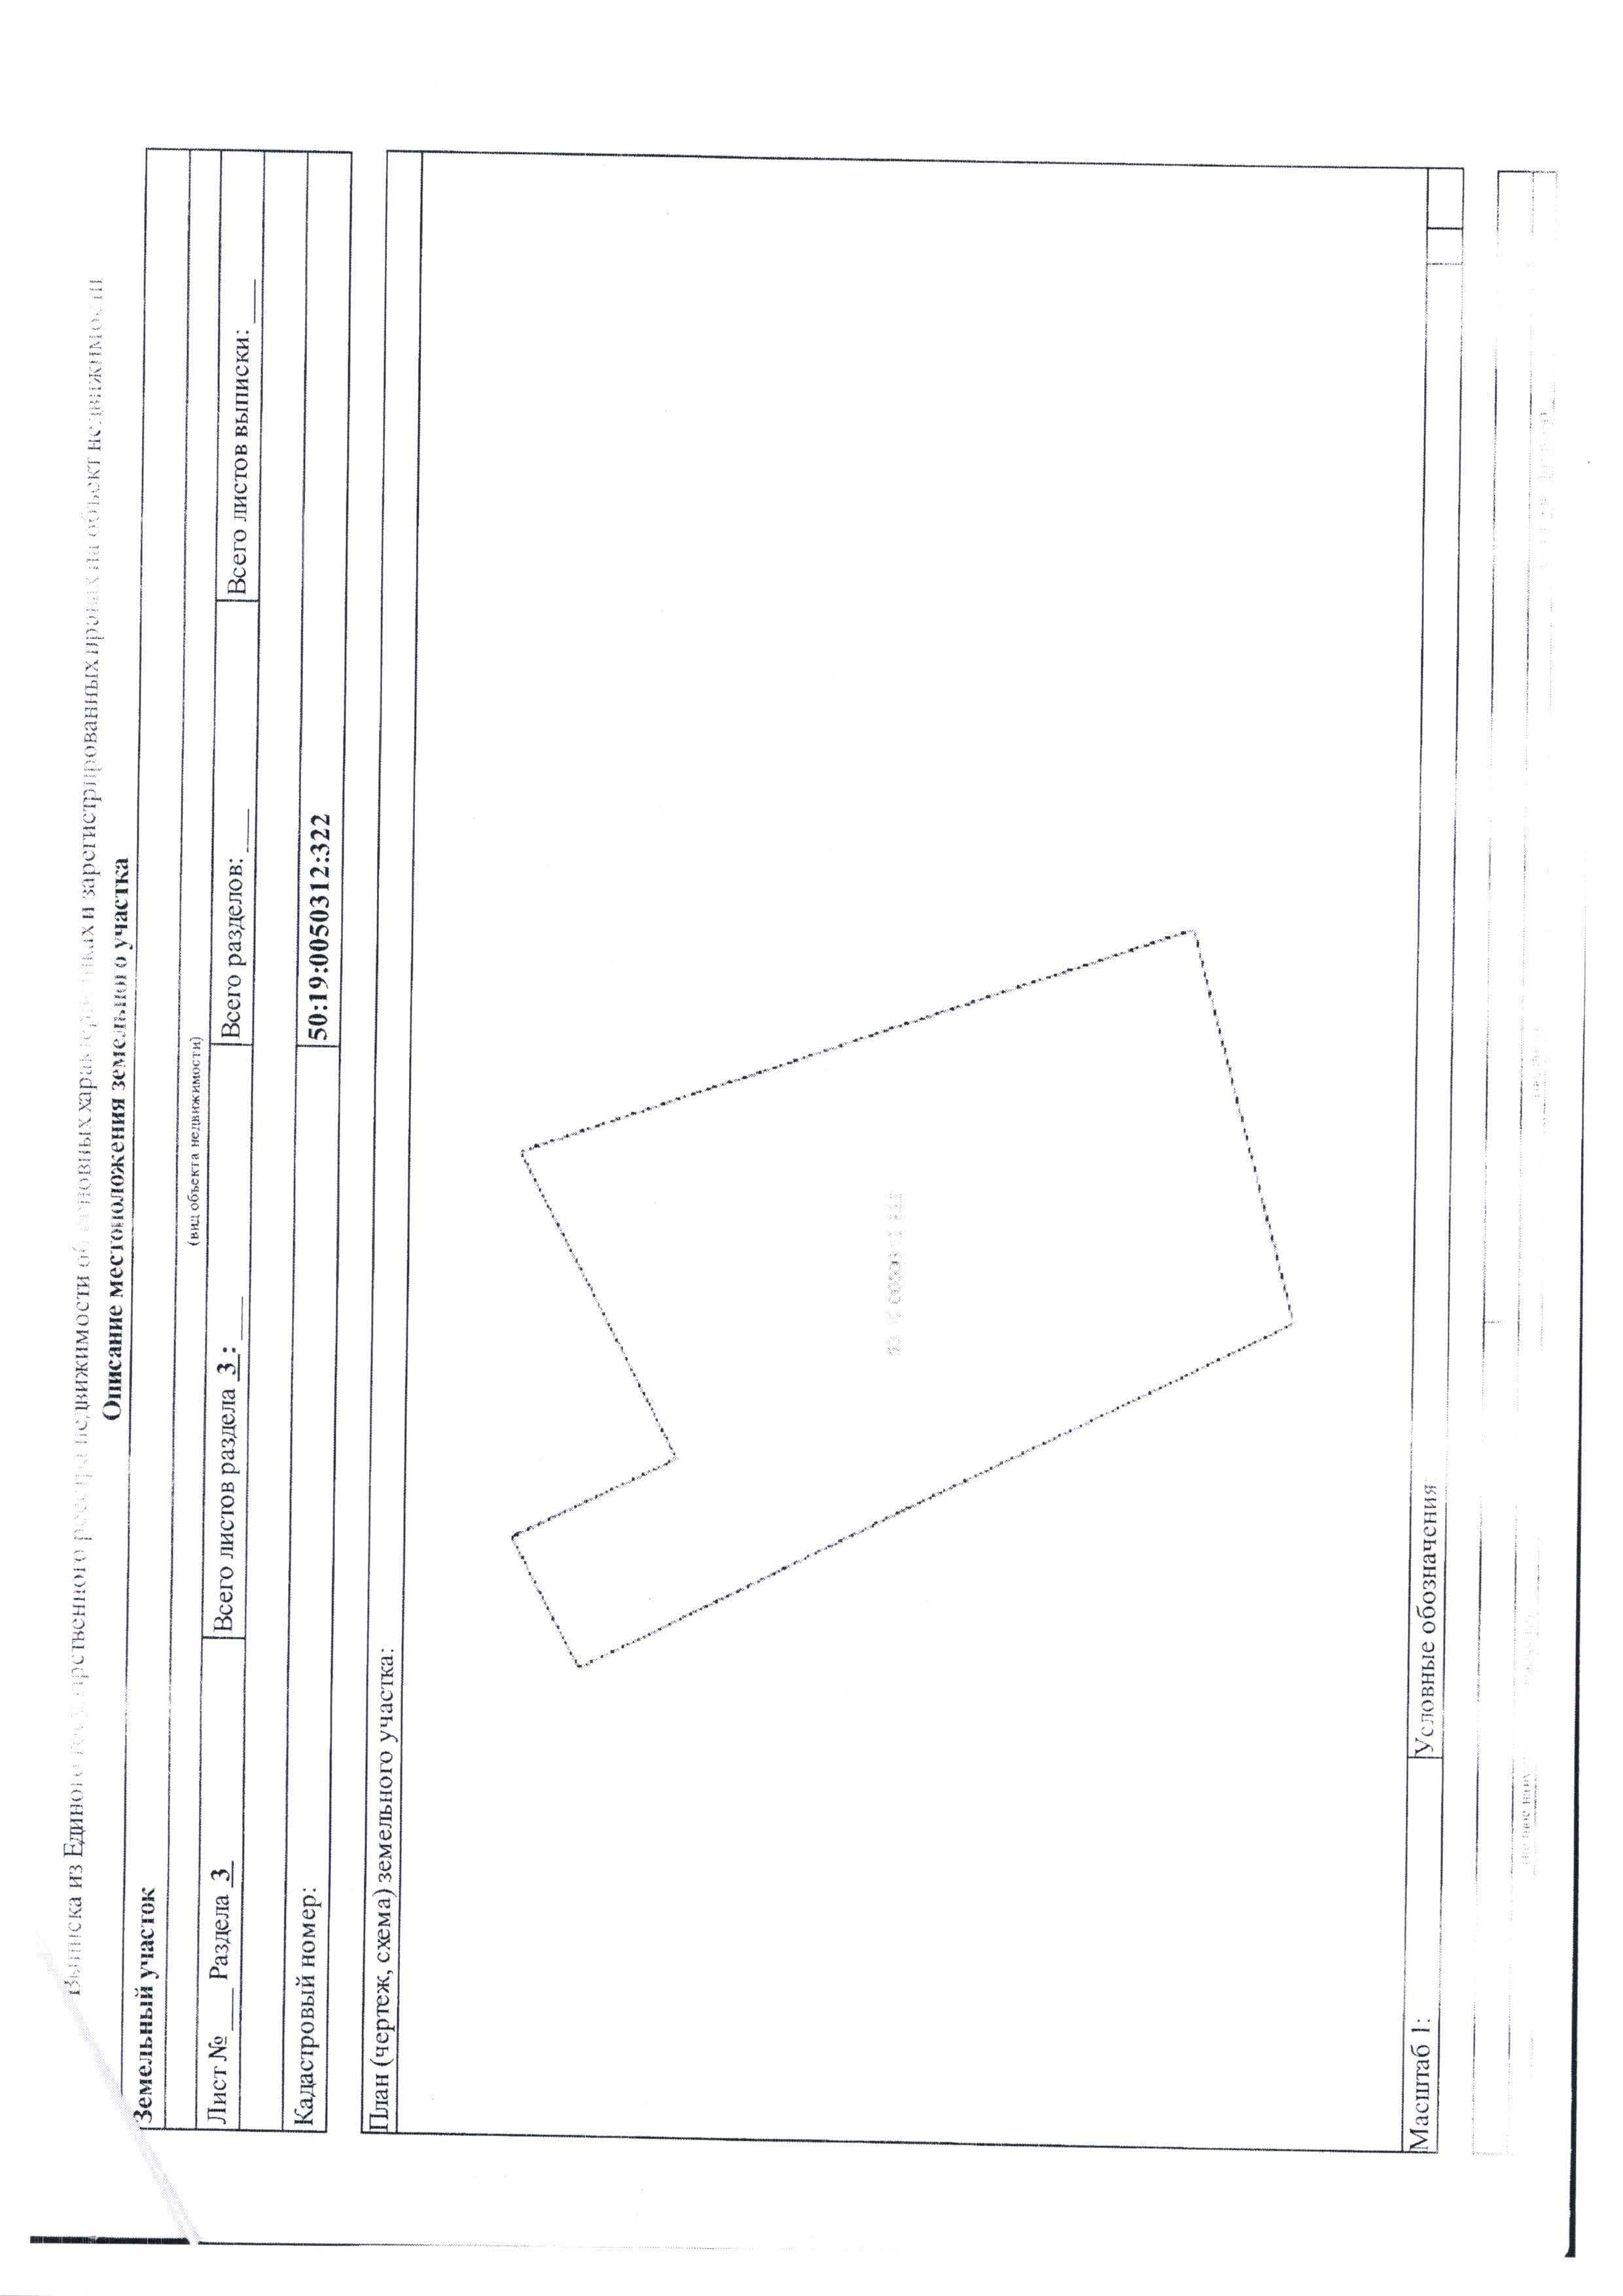 Выписка из Единого государственного реестра недвижимости об основных характеристиках и зарегистрированных правах на объект недвижимости
Описание местоположения земельного участка
Земельный участок
(вид объекта недвижимости)
Лист № ___ Раздела 3 Всего листов раздела 3 : ___ Всего разделов: ___ Всего листов выписки: ___
Кадастровый номер: 50:19:0050312:322
План (чертеж, схема) земельного участка:
Масштаб 1: Условные обозначения